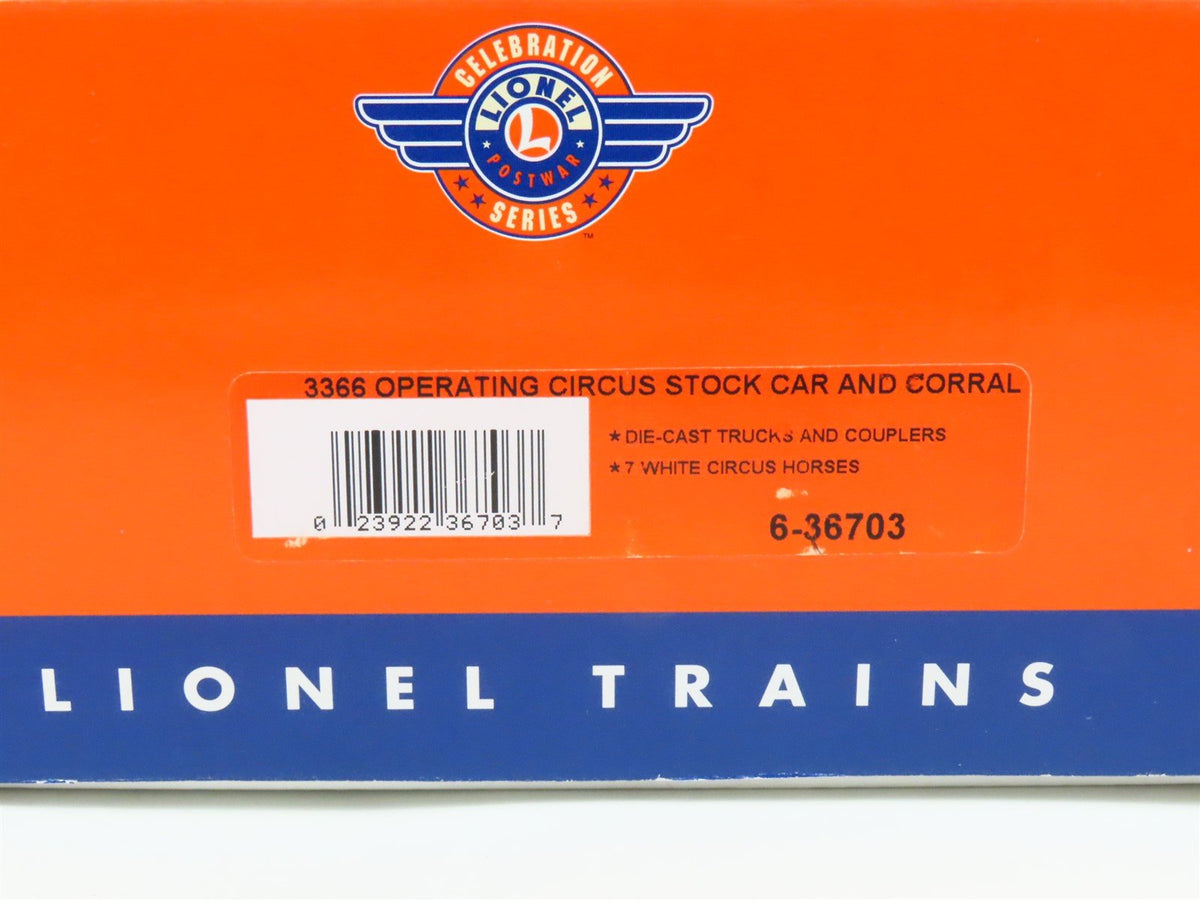 CELEBRATION
LIONEL
L
POSTWAR
SERIES
™
3366 OPERATING CIRCUS STOCK CAR AND CORRAL
★DIE-CAST TRUCKS AND COUPLERS
★7 WHITE CIRCUS HORSES
0 23922 36703 7
6-36703
LIONEL TRAINS